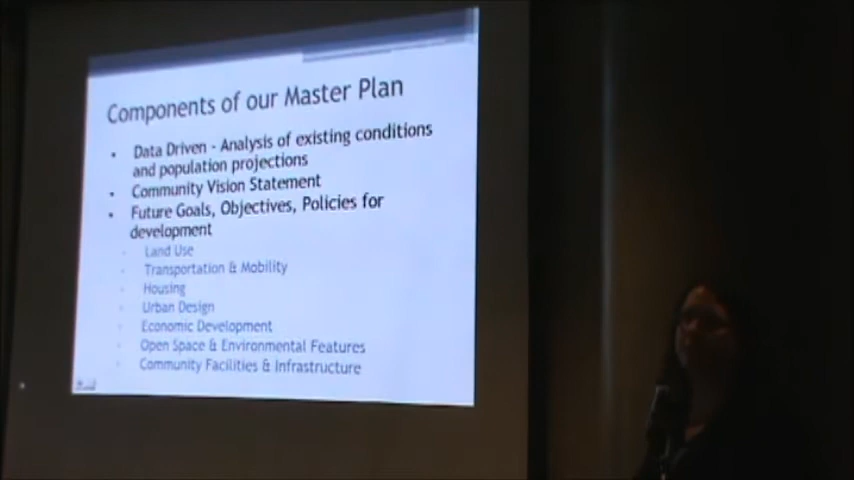 Components of our Master Plan
• Data Driven - Analysis of existing conditions
and population projections
• Community Vision Statement
• Future Goals, Objectives, Policies for
development
Land Use
Transportation & Mobility
Housing
Urban Design
Economic Development
Open Space & Environmental Features
Community Facilities & Infrastructure